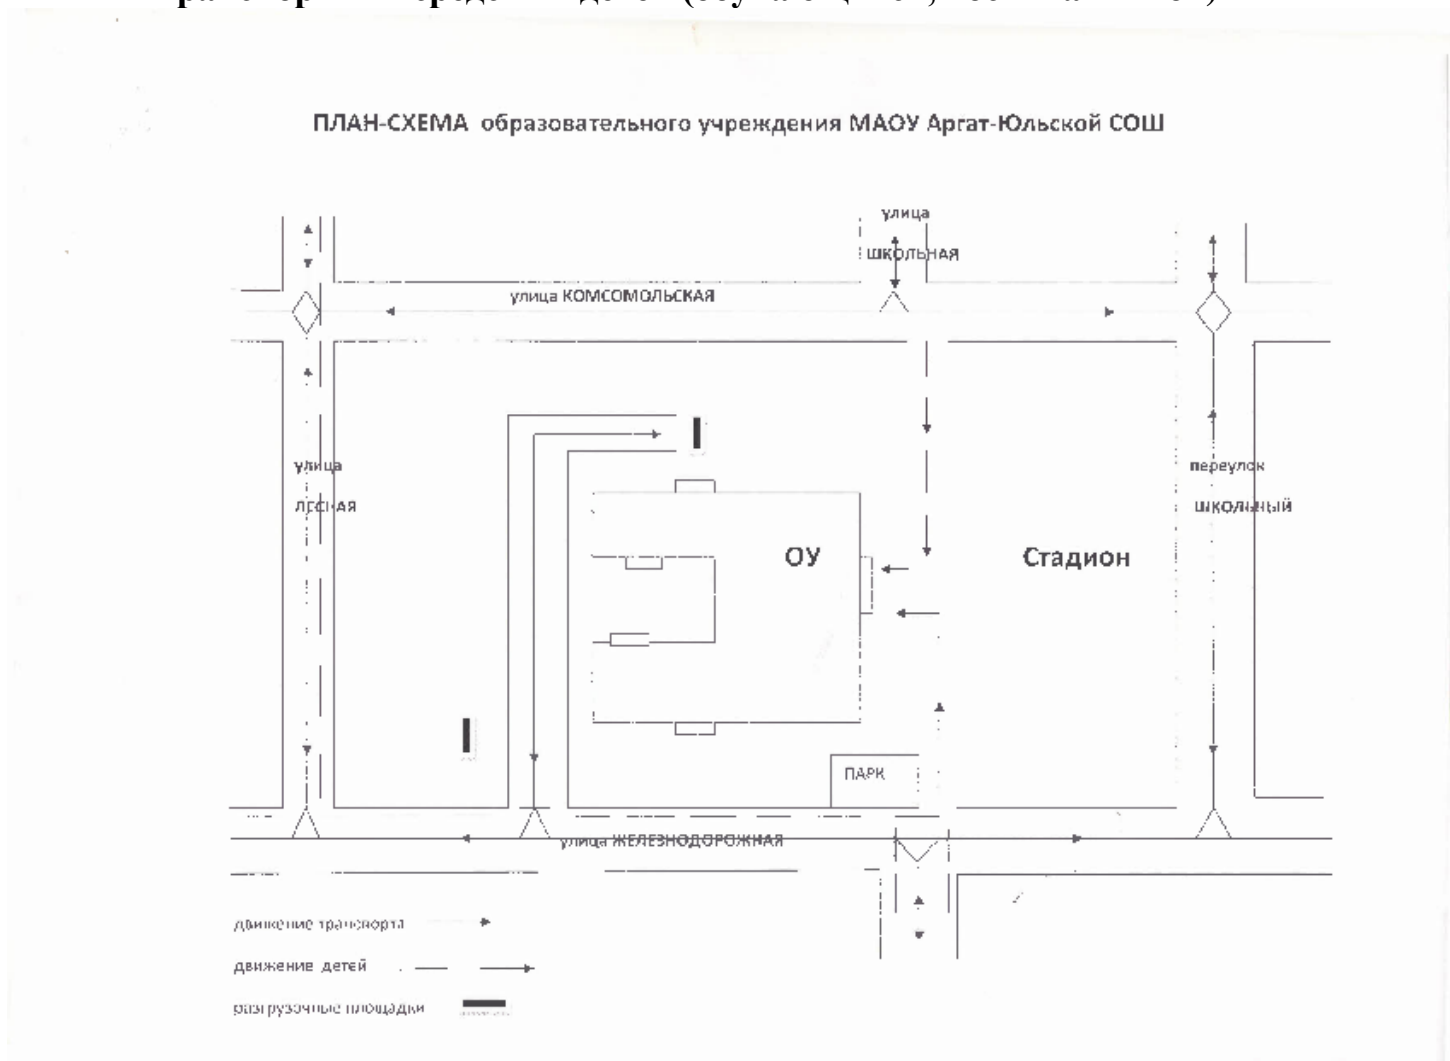 ПЛАН-СХЕМА образовательного учреждения МАОУ Аргат-Юльской СОШ
улица
ШКОЛЬНАЯ
улица КОМСОМОЛЬСКАЯ
улица
ЛЕСНАЯ
переулок
ШКОЛЬНЫЙ
ОУ
Стадион
ПАРК
улица ЖЕЛЕЗНОДОРОЖНАЯ
движение транспорта
движение детей
разгрузочные площадки